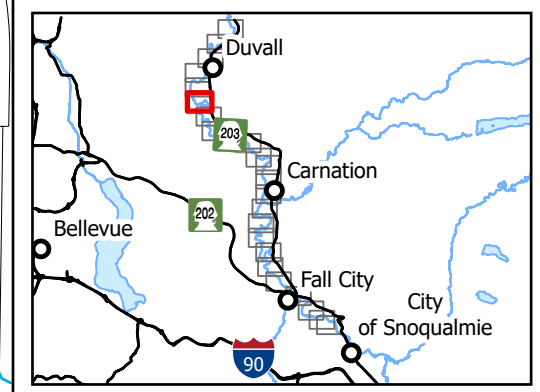 Duvall
203
Carnation
202
Bellevue
Fall City
City
of Snoqualmie
90